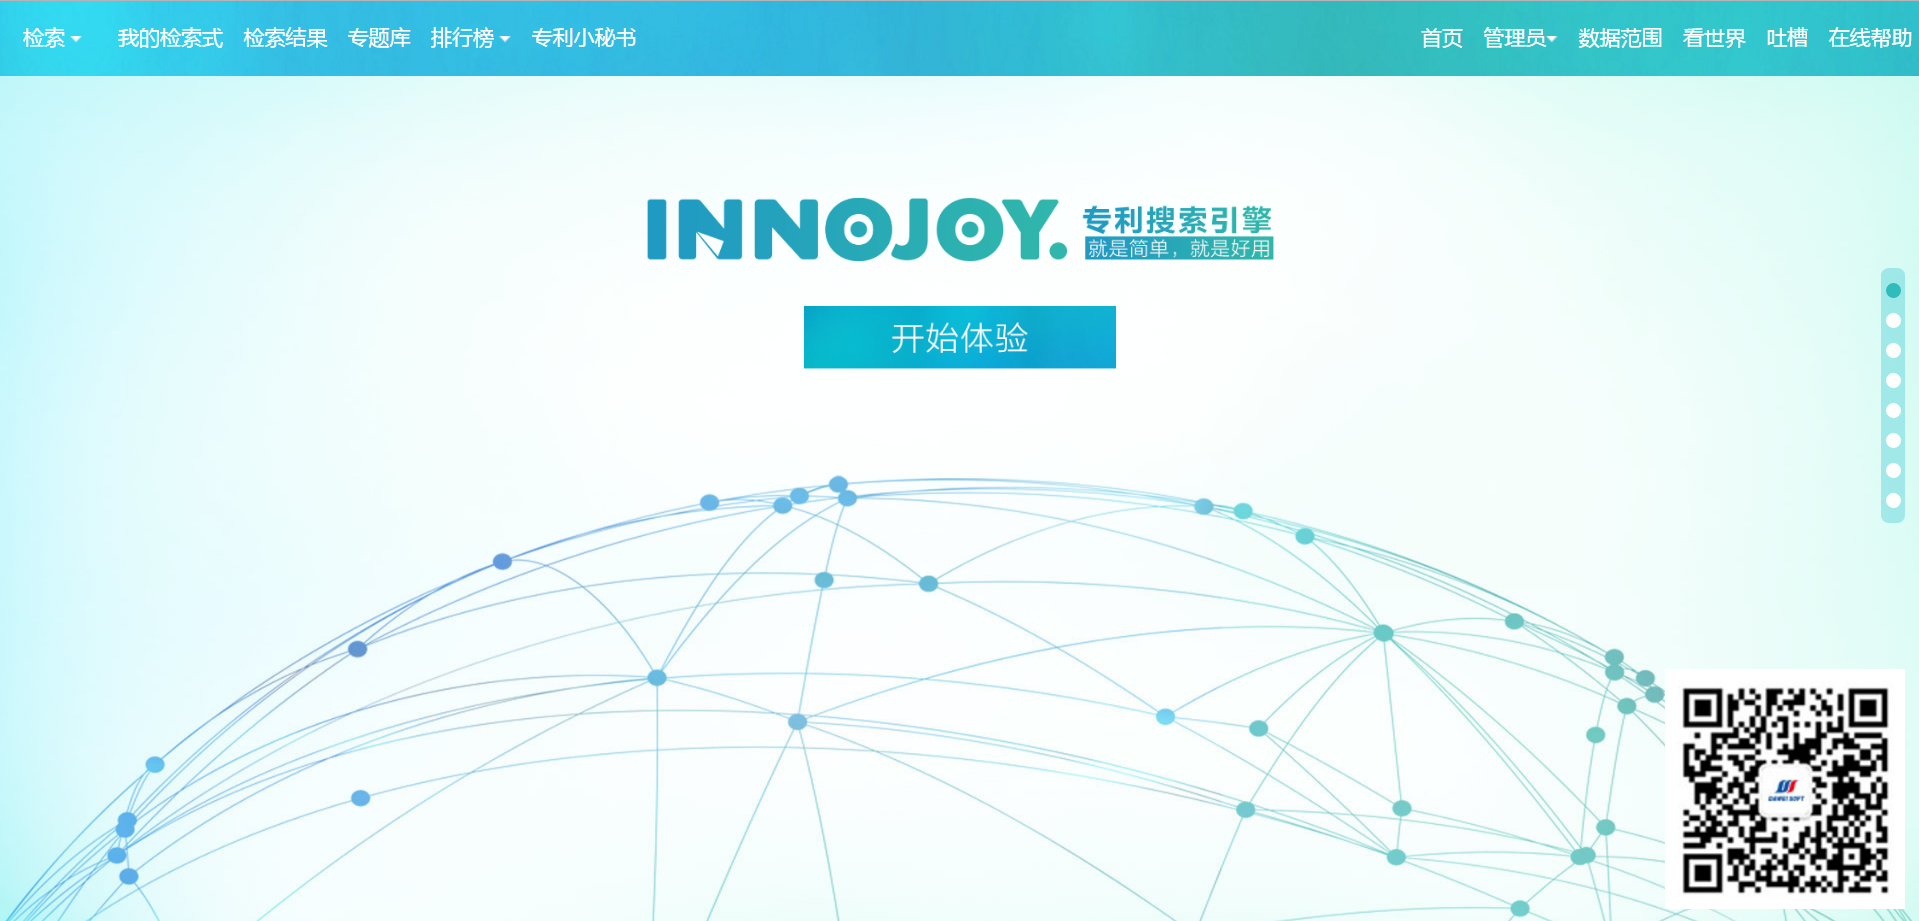 检索 我的检索式 检索结果 专题库 排行榜 专利小秘书 首页 管理员 数据范围 看世界 吐槽 在线帮助
INNOJOY. 专利搜索引擎
就是简单，就是好用
开始体验
DAWEI SOFT